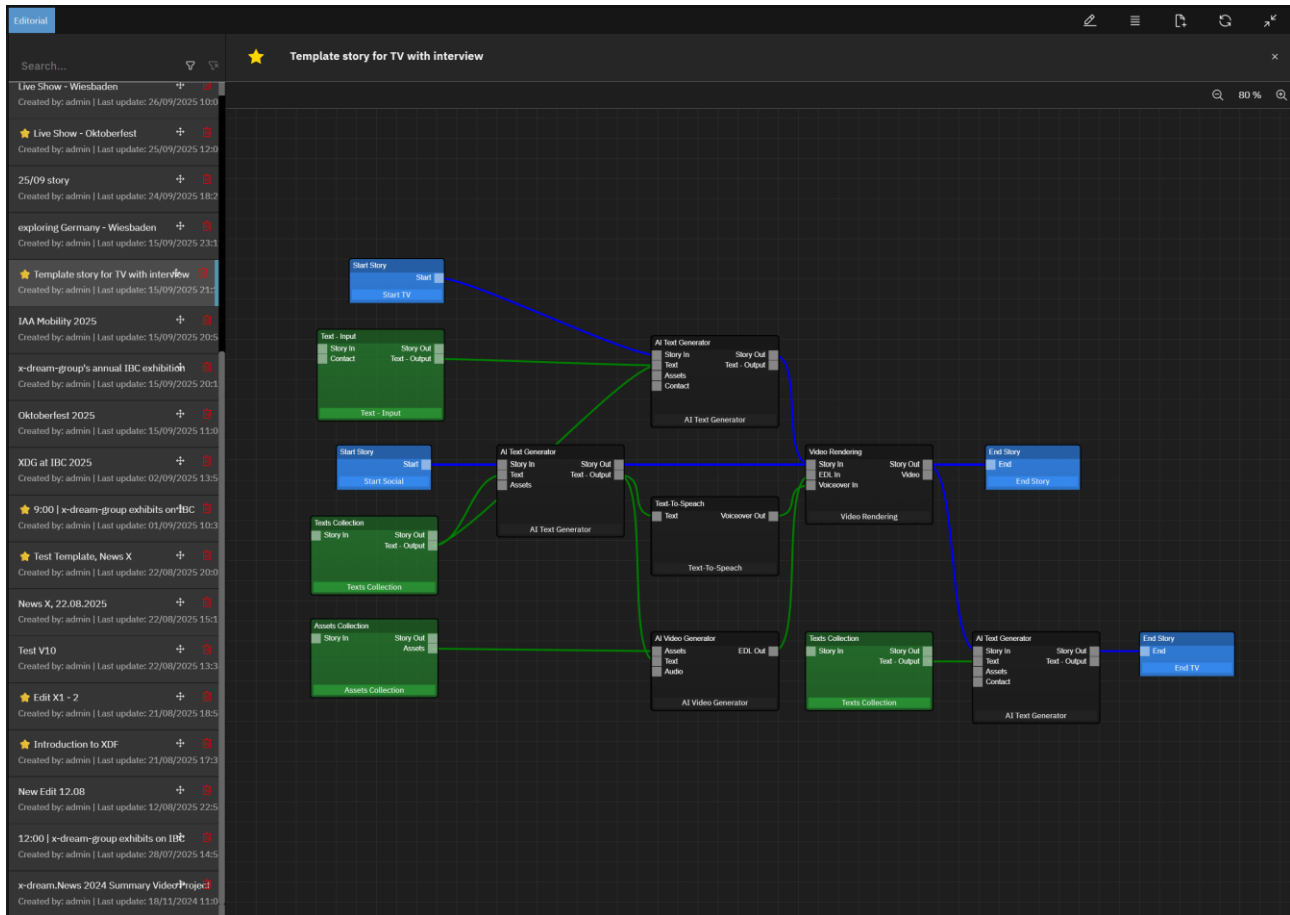 Editorial
Search...
Template story for TV with interview
80 %
Live Show - Wiesbaden
Created by: admin | Last update: 26/09/2025 10:0
Live Show - Oktoberfest
Created by: admin | Last update: 25/09/2025 12:0
25/09 story
Created by: admin | Last update: 24/09/2025 18:2
exploring Germany - Wiesbaden
Created by: admin | Last update: 15/09/2025 23:1
Template story for TV with interview
Created by: admin | Last update: 15/09/2025 21:
IAA Mobility 2025
Created by: admin | Last update: 15/09/2025 20:5
x-dream-group's annual IBC exhibition
Created by: admin | Last update: 15/09/2025 20:1
Oktoberfest 2025
Created by: admin | Last update: 15/09/2025 11:0
XDG at IBC 2025
Created by: admin | Last update: 02/09/2025 13:5
9:00 | x-dream-group exhibits on IBC
Created by: admin | Last update: 01/09/2025 10:3
Test Template, News X
Created by: admin | Last update: 22/08/2025 20:0
News X, 22.08.2025
Created by: admin | Last update: 22/08/2025 15:1
Test V10
Created by: admin | Last update: 22/08/2025 13:3
Edit X1 - 2
Created by: admin | Last update: 21/08/2025 18:5
Introduction to XDF
Created by: admin | Last update: 21/08/2025 17:3
New Edit 12.08
Created by: admin | Last update: 12/08/2025 22:5
12:00 | x-dream-group exhibits on IBC
Created by: admin | Last update: 28/07/2025 14:5
x-dream.News 2024 Summary Video Project
Created by: admin | Last update: 18/11/2024 11:0
Start Story
Start
Start TV
Text - Input
Story In Story Out
Contact Text - Output
Text - Input
AI Text Generator
Story In Story Out
Text Text - Output
Assets
Contact
AI Text Generator
Start Story
Start
Start Social
AI Text Generator
Story In Story Out
Text Text - Output
Assets
AI Text Generator
Video Rendering
Story In Story Out
EDL In Video
Voiceover In
Video Rendering
End Story
End
End Story
Texts Collection
Story In Story Out
Text - Output
Texts Collection
Text-To-Speach
Text Voiceover Out
Text-To-Speach
Assets Collection
Story In Story Out
Assets
Assets Collection
AI Video Generator
Assets EDL Out
Text
Audio
AI Video Generator
Texts Collection
Story In Story Out
Text - Output
Texts Collection
AI Text Generator
Story In Story Out
Text Text - Output
Assets
Contact
AI Text Generator
End Story
End
End TV